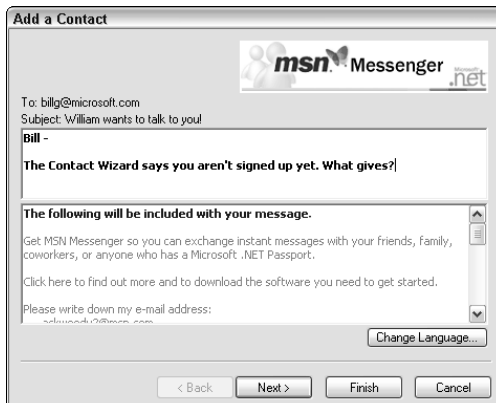 Add a Contact
msn Messenger
Microsoft
.net
To: billg@microsoft.com
Subject: William wants to talk to you!
Bill -
The Contact Wizard says you aren't signed up yet. What gives?
The following will be included with your message.
Get MSN Messenger so you can exchange instant messages with your friends, family,
coworkers, or anyone who has a Microsoft .NET Passport.
Click here to find out more and to download the software you need to get started.
Please write down my e-mail address:
Change Language...
< Back
Next >
Finish
Cancel